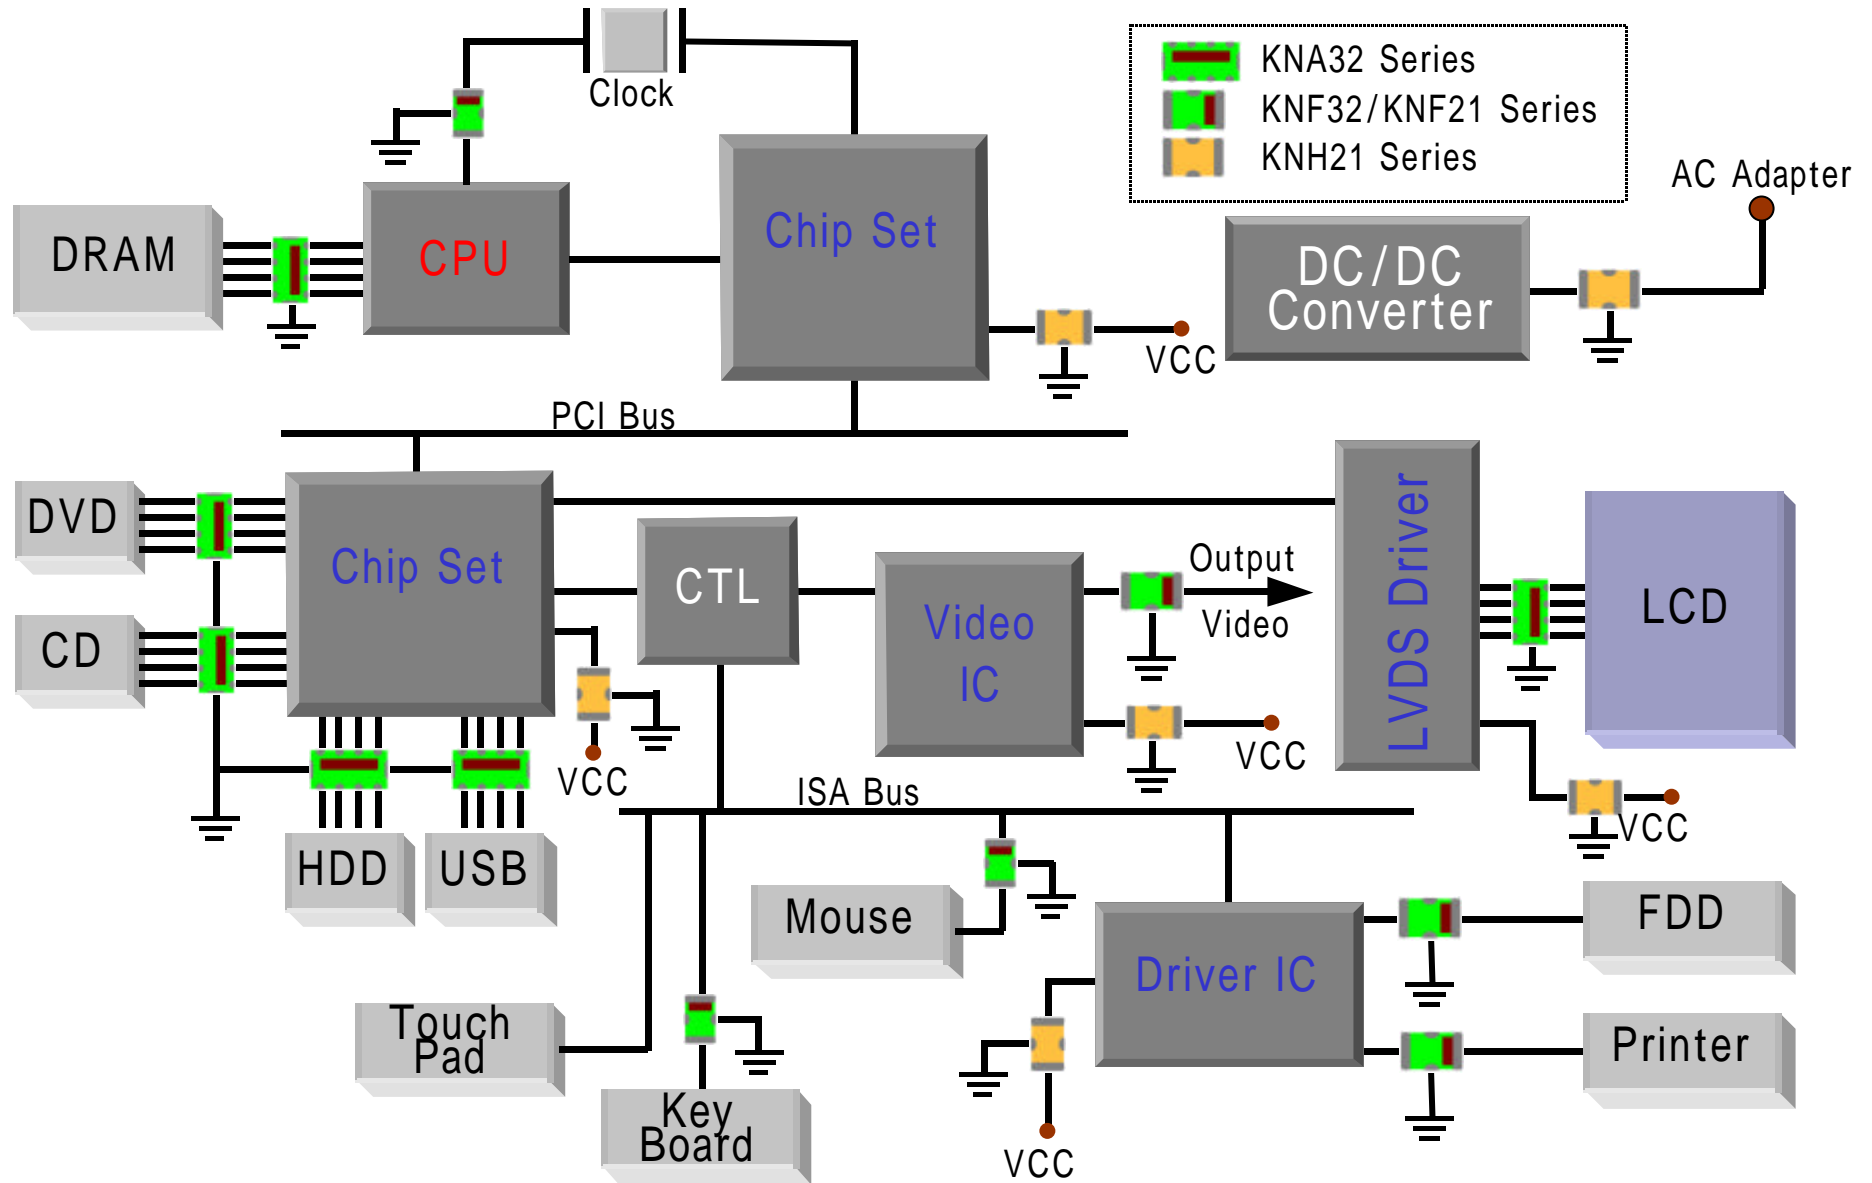 Clock
KNA32 Series
KNF32/KNF21 Series
KNH21 Series
AC Adapter
DRAM
CPU
Chip Set
DC/DC
Converter
VCC
PCI Bus
DVD
Chip Set
CTL
Output
Video
Video
IC
LVDS Driver
LCD
CD
VCC
VCC
ISA Bus
VCC
HDD
USB
Mouse
Driver IC
FDD
Touch
Pad
Printer
Key
Board
VCC